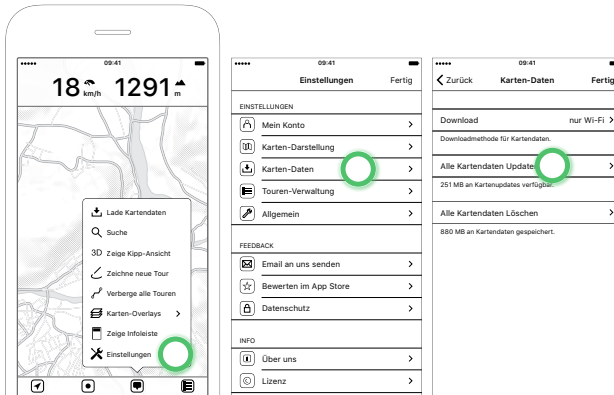 09:41
18 km/h 1291 m
Lade Kartendaten
Suche
3D Zeige Kipp-Ansicht
Zeichne neue Tour
Verberge alle Touren
Karten-Overlays
Zeige Infoleiste
Einstellungen
09:41
Einstellungen Fertig
EINSTELLUNGEN
Mein Konto
Karten-Darstellung
Karten-Daten
Touren-Verwaltung
Allgemein
FEEDBACK
Email an uns senden
Bewerten im App Store
Datenschutz
INFO
Über uns
Lizenz
09:41
Zurück Karten-Daten Fertig
Download nur Wi-Fi
Downloadmethode für Kartendaten.
Alle Kartendaten Updaten
251 MB an Kartenupdates verfügbar.
Alle Kartendaten Löschen
880 MB an Kartendaten gespeichert.